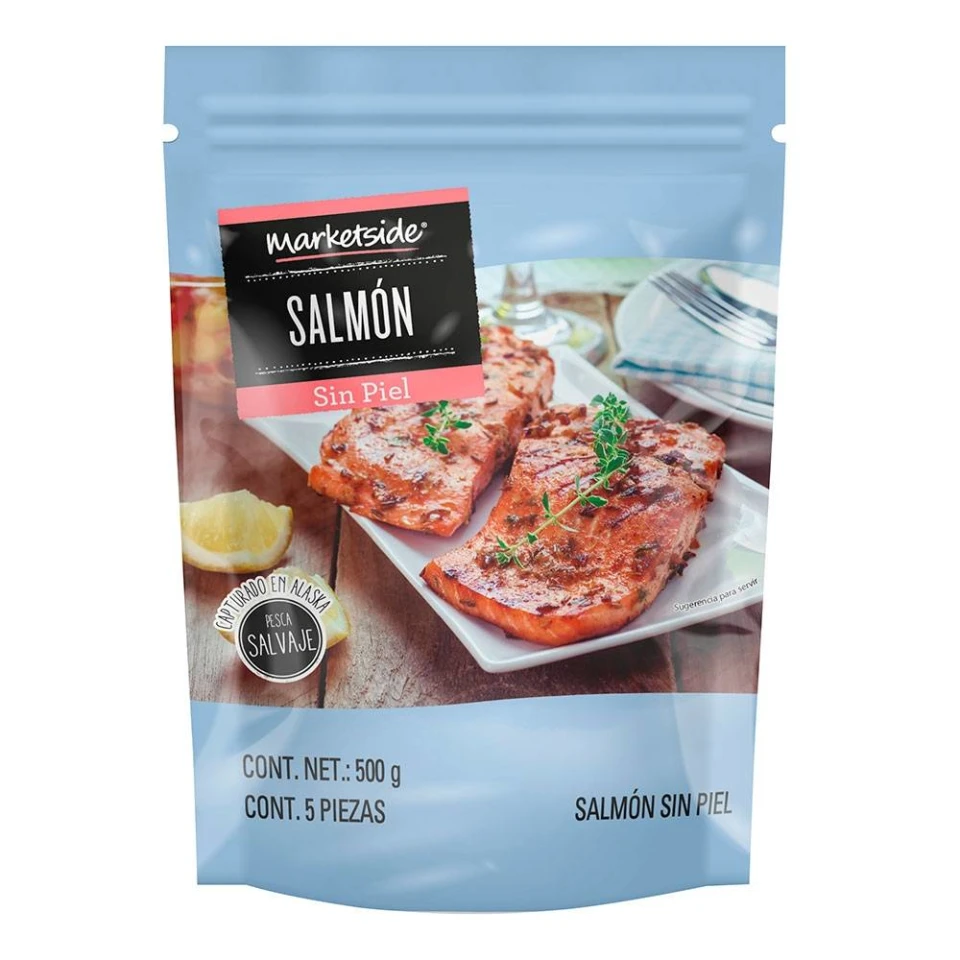 marketside®
SALMÓN
Sin Piel
CAPTURADO EN ALASKA
PESCA
SALVAJE
Sugerencia para servir
CONT. NET.: 500 g
CONT. 5 PIEZAS
SALMÓN SIN PIEL